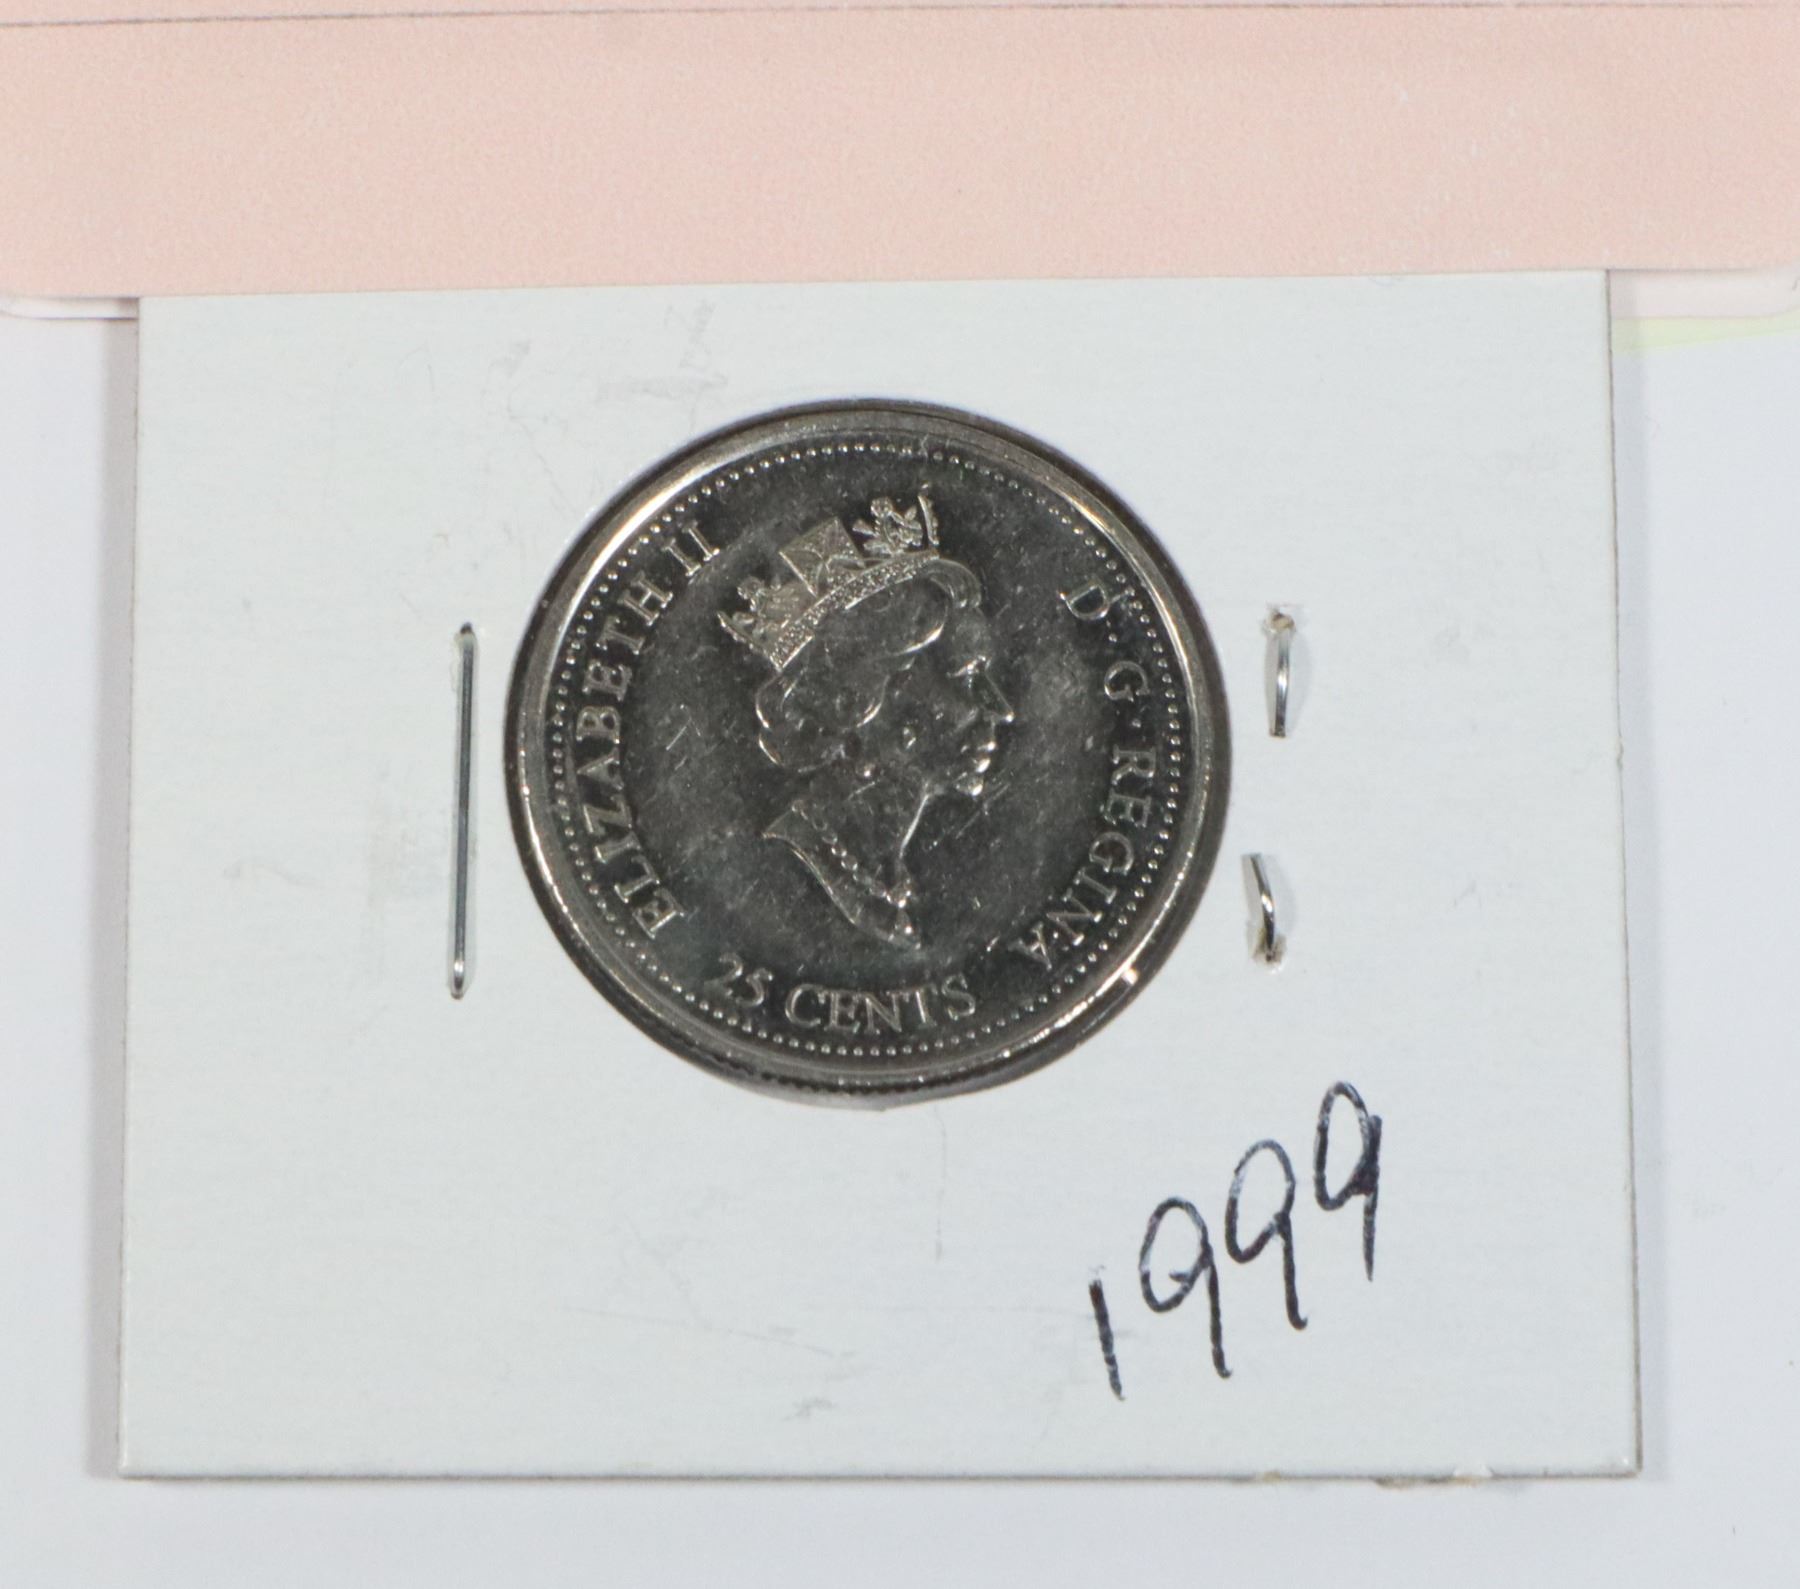 ELIZABETH II D·G·REGINA
25 CENTS
1999